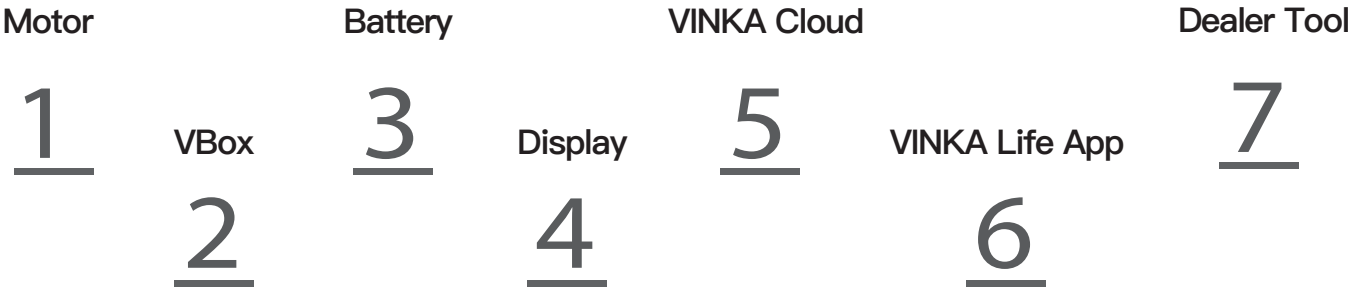 Motor
1
VBox
2
Battery
3
Display
4
VINKA Cloud
5
VINKA Life App
6
Dealer Tool
7